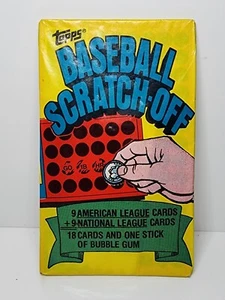 Topps®
BASEBALL
SCRATCH-OFF
9 AMERICAN LEAGUE CARDS
+9 NATIONAL LEAGUE CARDS
18 CARDS AND ONE STICK
OF BUBBLE GUM